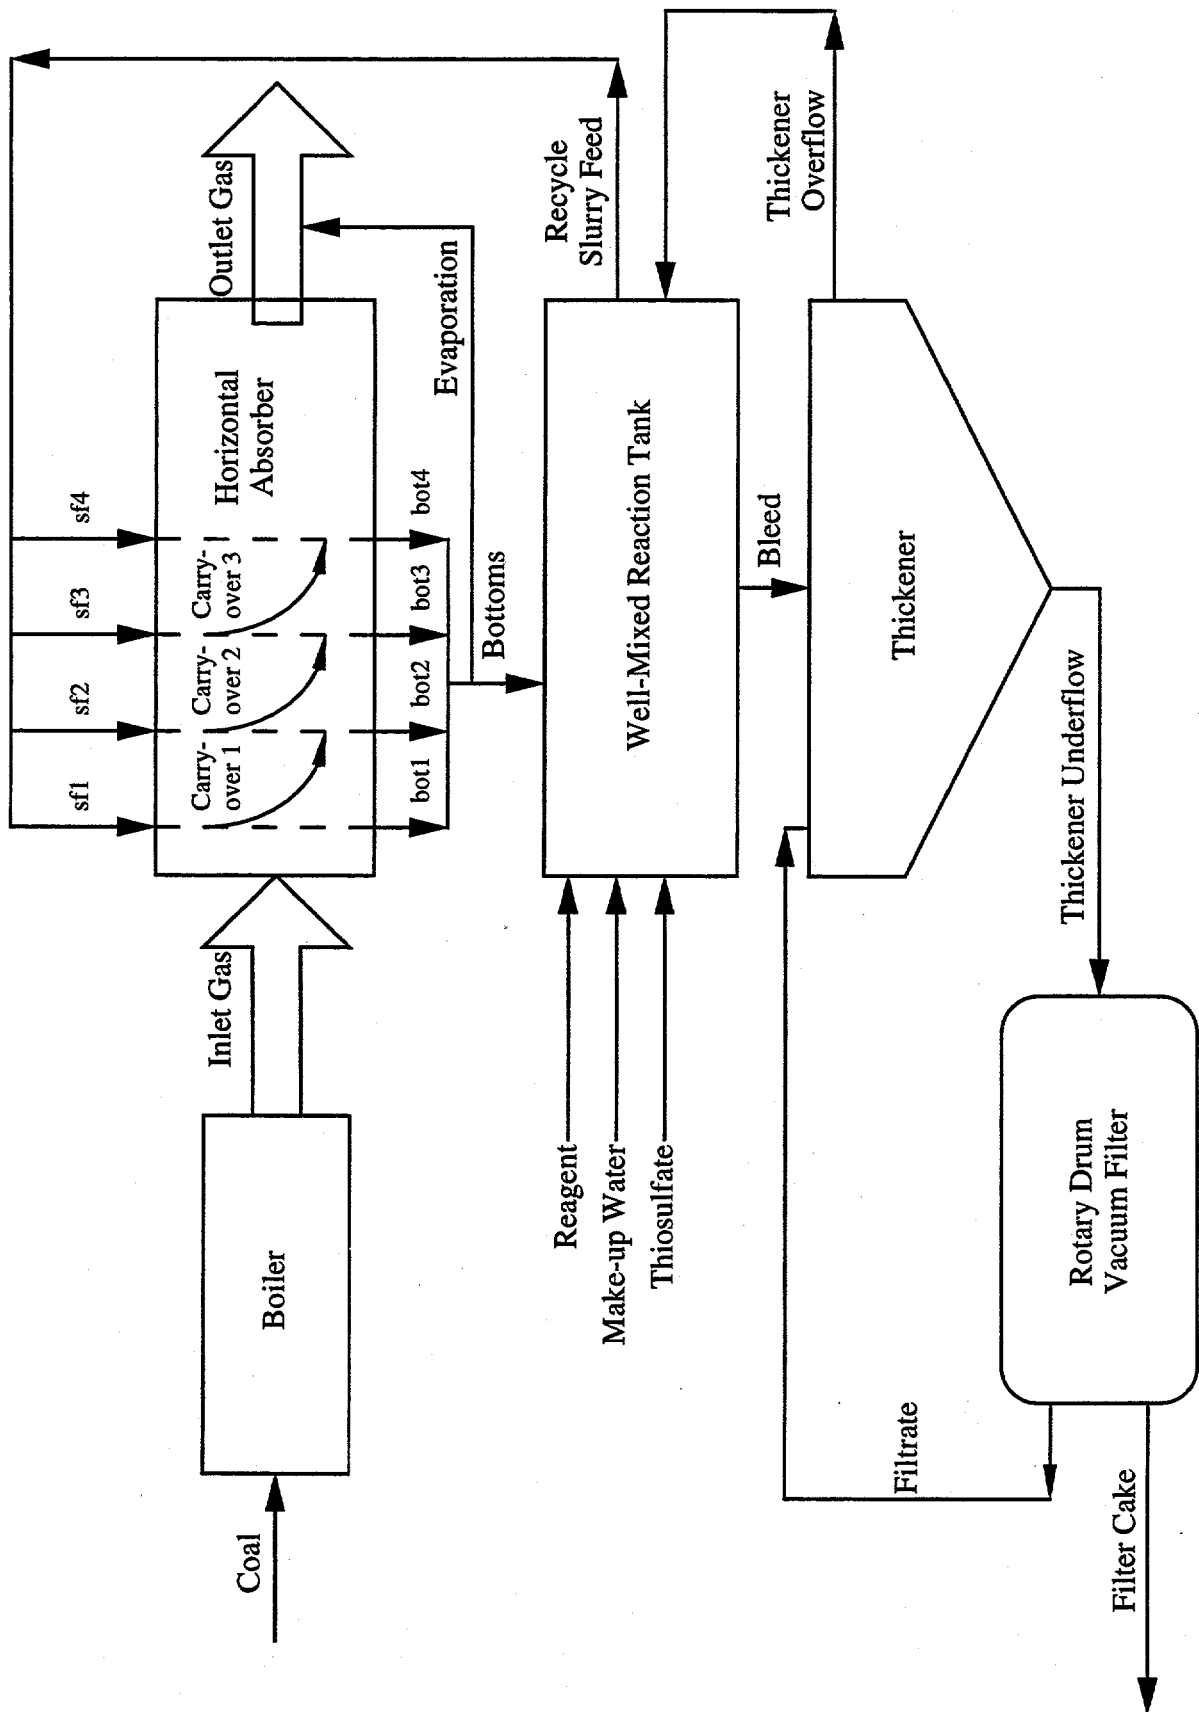 sf1
sf2
sf3
sf4
Carry-
over 1
Carry-
over 2
Carry-
over 3
Horizontal
Absorber
Coal
Boiler
Inlet Gas
Outlet Gas
bot1
bot2
bot3
bot4
Evaporation
Bottoms
Recycle
Slurry Feed
Reagent
Make-up Water
Thiosulfate
Well-Mixed Reaction Tank
Bleed
Thickener
Overflow
Thickener
Filtrate
Thickener Underflow
Rotary Drum
Vacuum Filter
Filter Cake